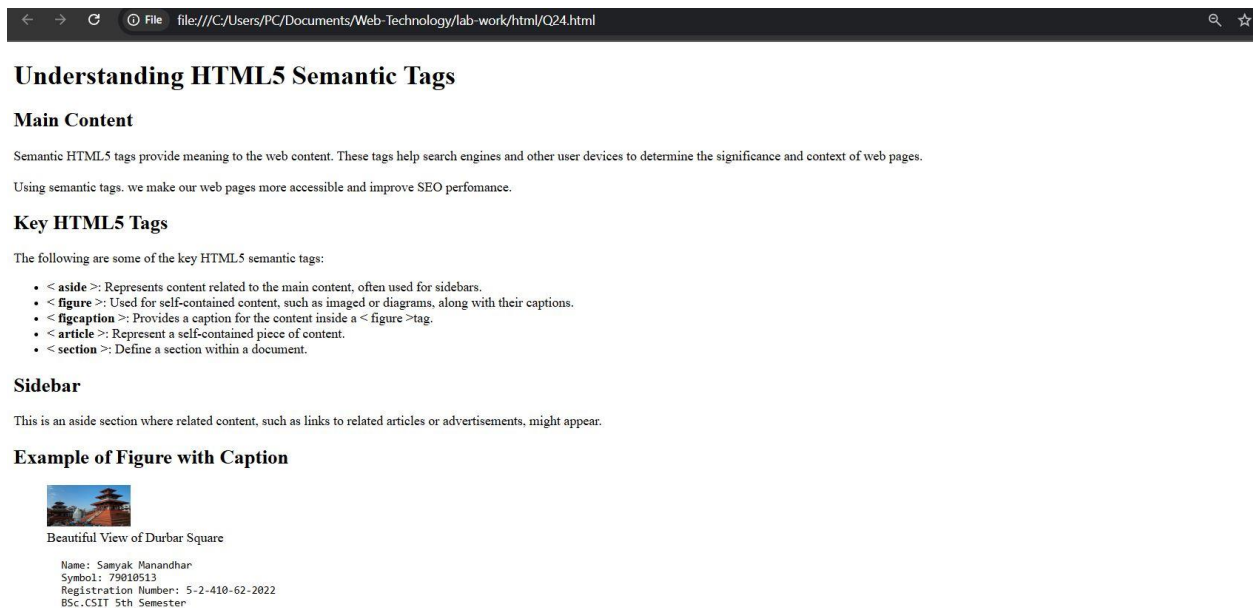 File file:///C:/Users/PC/Documents/Web-Technology/lab-work/html/Q24.html
Understanding HTML5 Semantic Tags
Main Content
Semantic HTML5 tags provide meaning to the web content. These tags help search engines and other user devices to determine the significance and context of web pages.
Using semantic tags. we make our web pages more accessible and improve SEO perfomance.
Key HTML5 Tags
The following are some of the key HTML5 semantic tags:
• < aside >: Represents content related to the main content, often used for sidebars.
• < figure >: Used for self-contained content, such as imaged or diagrams, along with their captions.
• < figcaption >: Provides a caption for the content inside a < figure >tag.
• < article >: Represent a self-contained piece of content.
• < section >: Define a section within a document.
Sidebar
This is an aside section where related content, such as links to related articles or advertisements, might appear.
Example of Figure with Caption
Beautiful View of Durbar Square
Name: Samyak Manandhar
Symbol: 79010513
Registration Number: 5-2-410-62-2022
BSc.CSIT 5th Semester